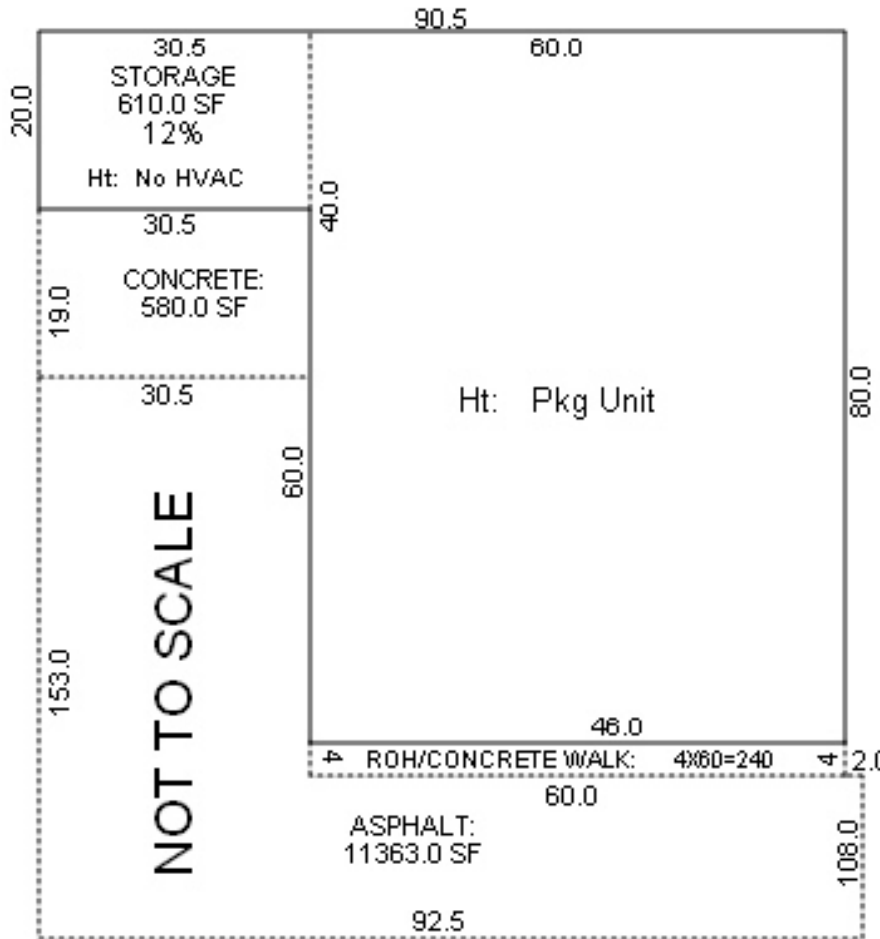 90.5
30.5
60.0
STORAGE
610.0 SF
12%
20.0
Ht: No HVAC
40.0
30.5
CONCRETE:
580.0 SF
19.0
30.5
Ht: Pkg Unit
80.0
60.0
NOT TO SCALE
153.0
46.0
4 ROH/CONCRETE WALK: 4X60=240 4
2.0
60.0
ASPHALT:
11363.0 SF
108.0
92.5